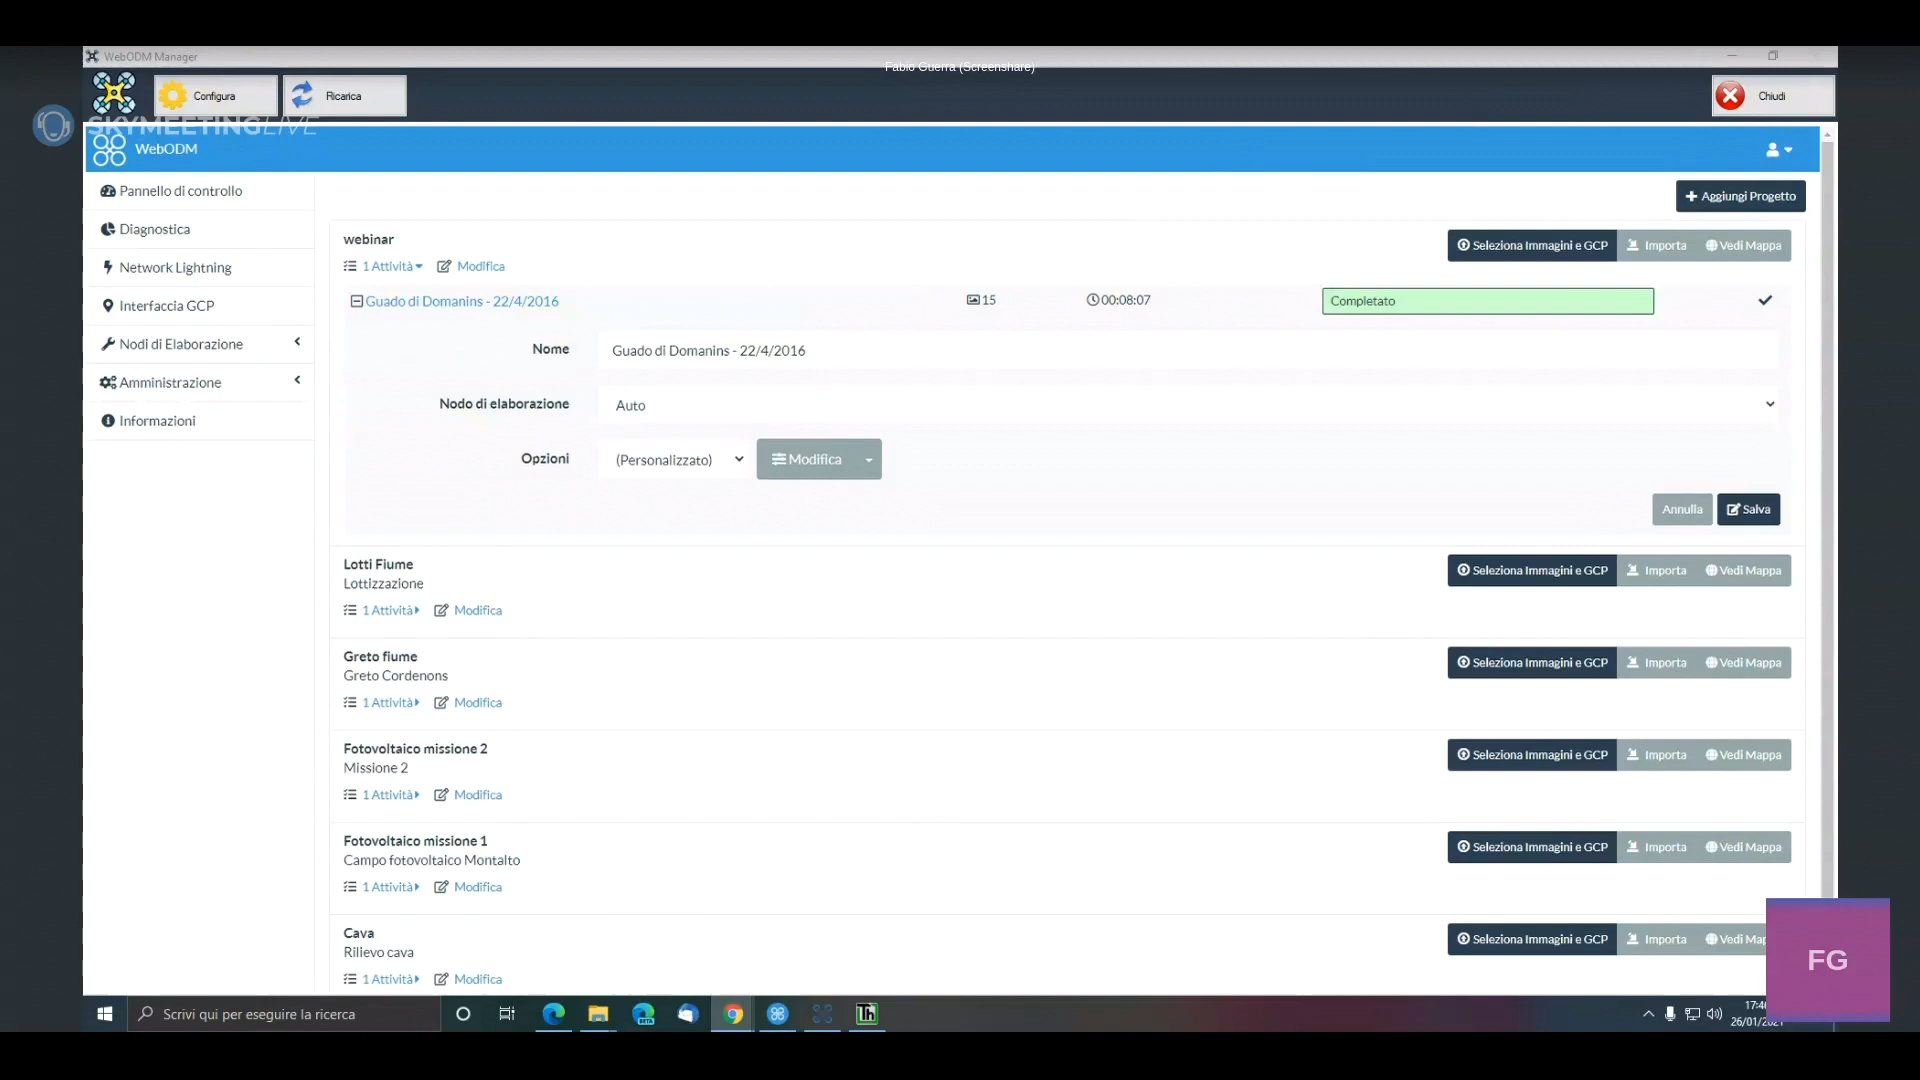 WebODM Manager
Fabio Guerra (Screenshare)
Configura
Ricarica
Chiudi
SKYMEETINGLIVE
WebODM
Pannello di controllo
Diagnostica
Network Lightning
Interfaccia GCP
Nodi di Elaborazione
Amministrazione
Informazioni
Aggiungi Progetto
webinar
Seleziona Immagini e GCP Importa Vedi Mappa
1 Attività Modifica
Guado di Domanins - 22/4/2016 15 00:08:07 Completato
Nome Guado di Domanins - 22/4/2016
Nodo di elaborazione Auto
Opzioni (Personalizzato) Modifica
Annulla Salva
Lotti Fiume
Seleziona Immagini e GCP Importa Vedi Mappa
Lottizzazione
1 Attività Modifica
Greto fiume
Seleziona Immagini e GCP Importa Vedi Mappa
Greto Cordenons
1 Attività Modifica
Fotovoltaico missione 2
Seleziona Immagini e GCP Importa Vedi Mappa
Missione 2
1 Attività Modifica
Fotovoltaico missione 1
Seleziona Immagini e GCP Importa Vedi Mappa
Campo fotovoltaico Montalto
1 Attività Modifica
Cava
Seleziona Immagini e GCP Importa Vedi
Rilievo cava
1 Attività Modifica
FG
Scrivi qui per eseguire la ricerca
Th